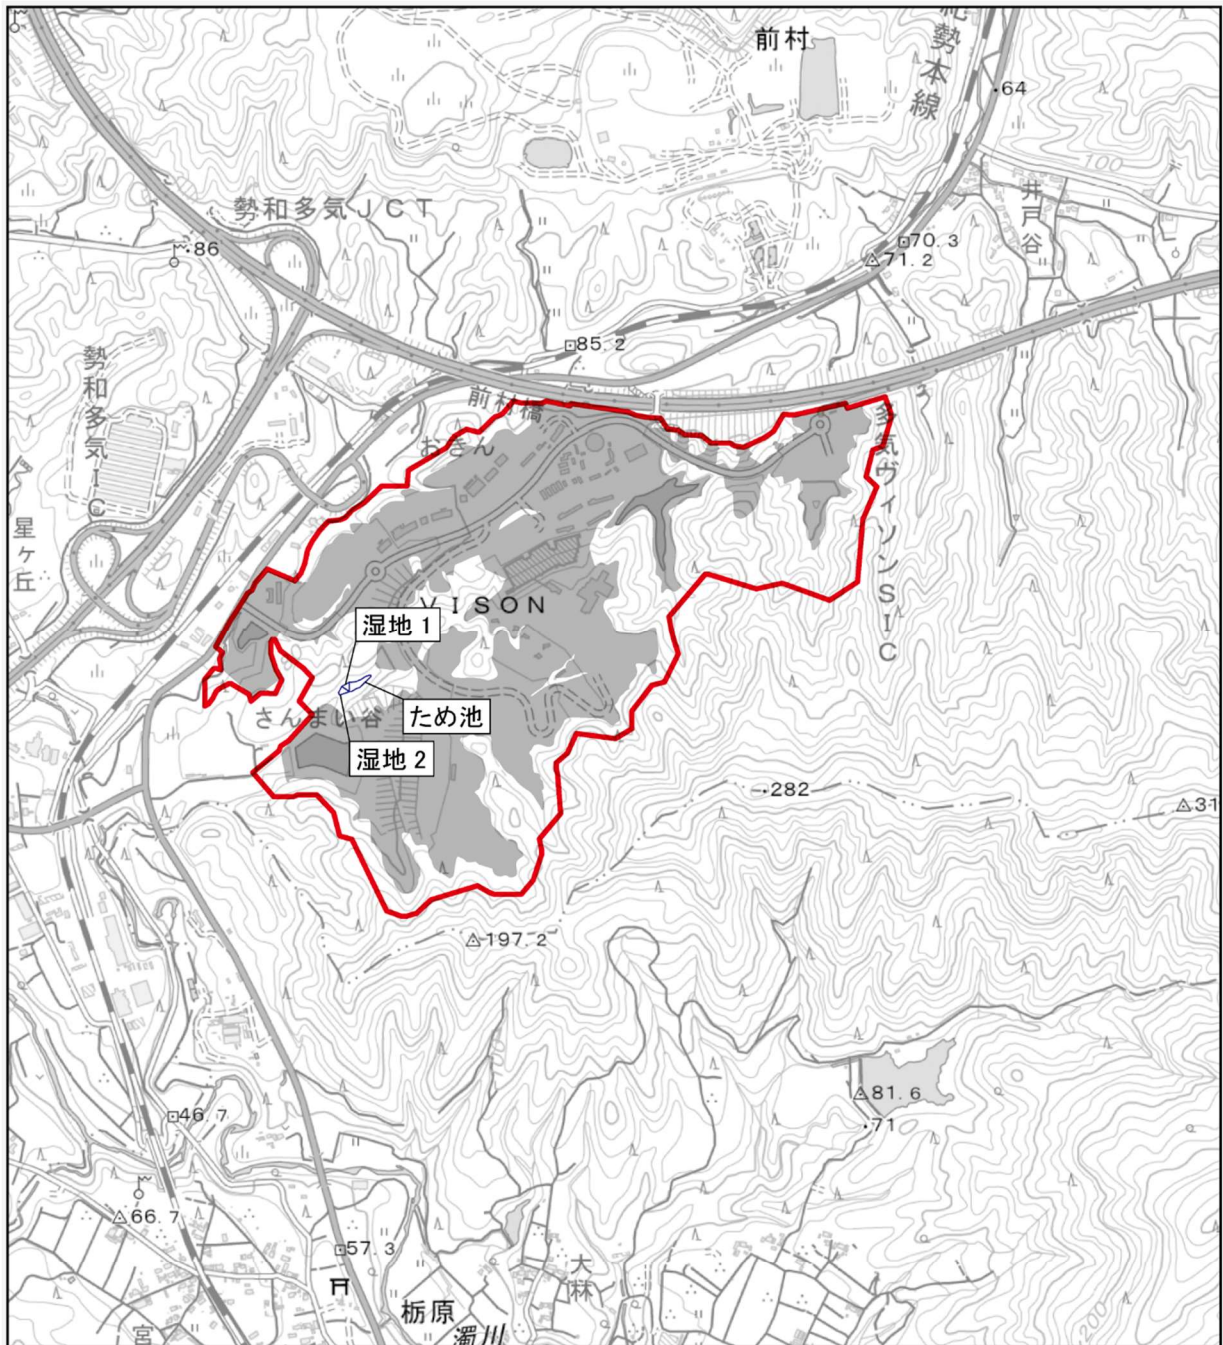 前村
紀勢本線
64
100
井戸谷
勢和多気JCT
86
70.3
71.2
85.2
勢和多気IC
前村橋
おきん
多気ヴィソンSIC
星ヶ丘
VISON
湿地1
ため池
さんまい谷
湿地2
282
31
197.2
81.6
71
46.7
66.7
57.3
大林
栃原
濁川
宮
200